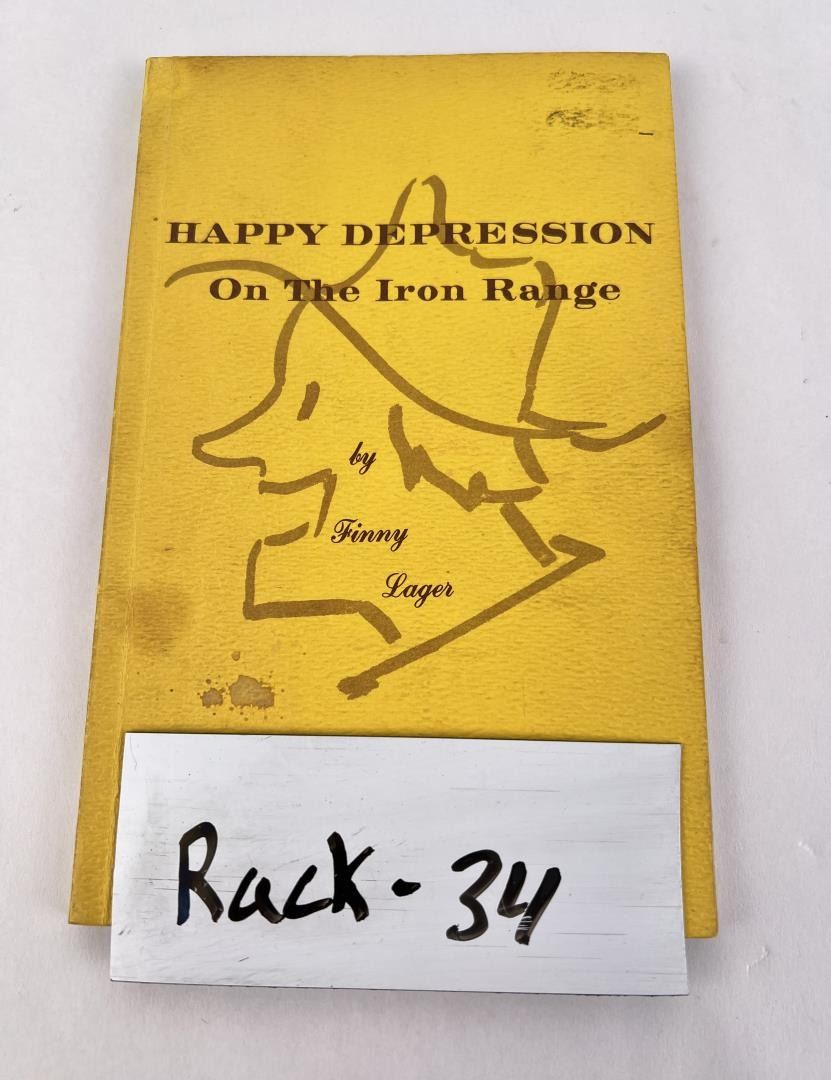 HAPPY DEPRESSION
On The Iron Range
by
Finny
Lager
Rack-34